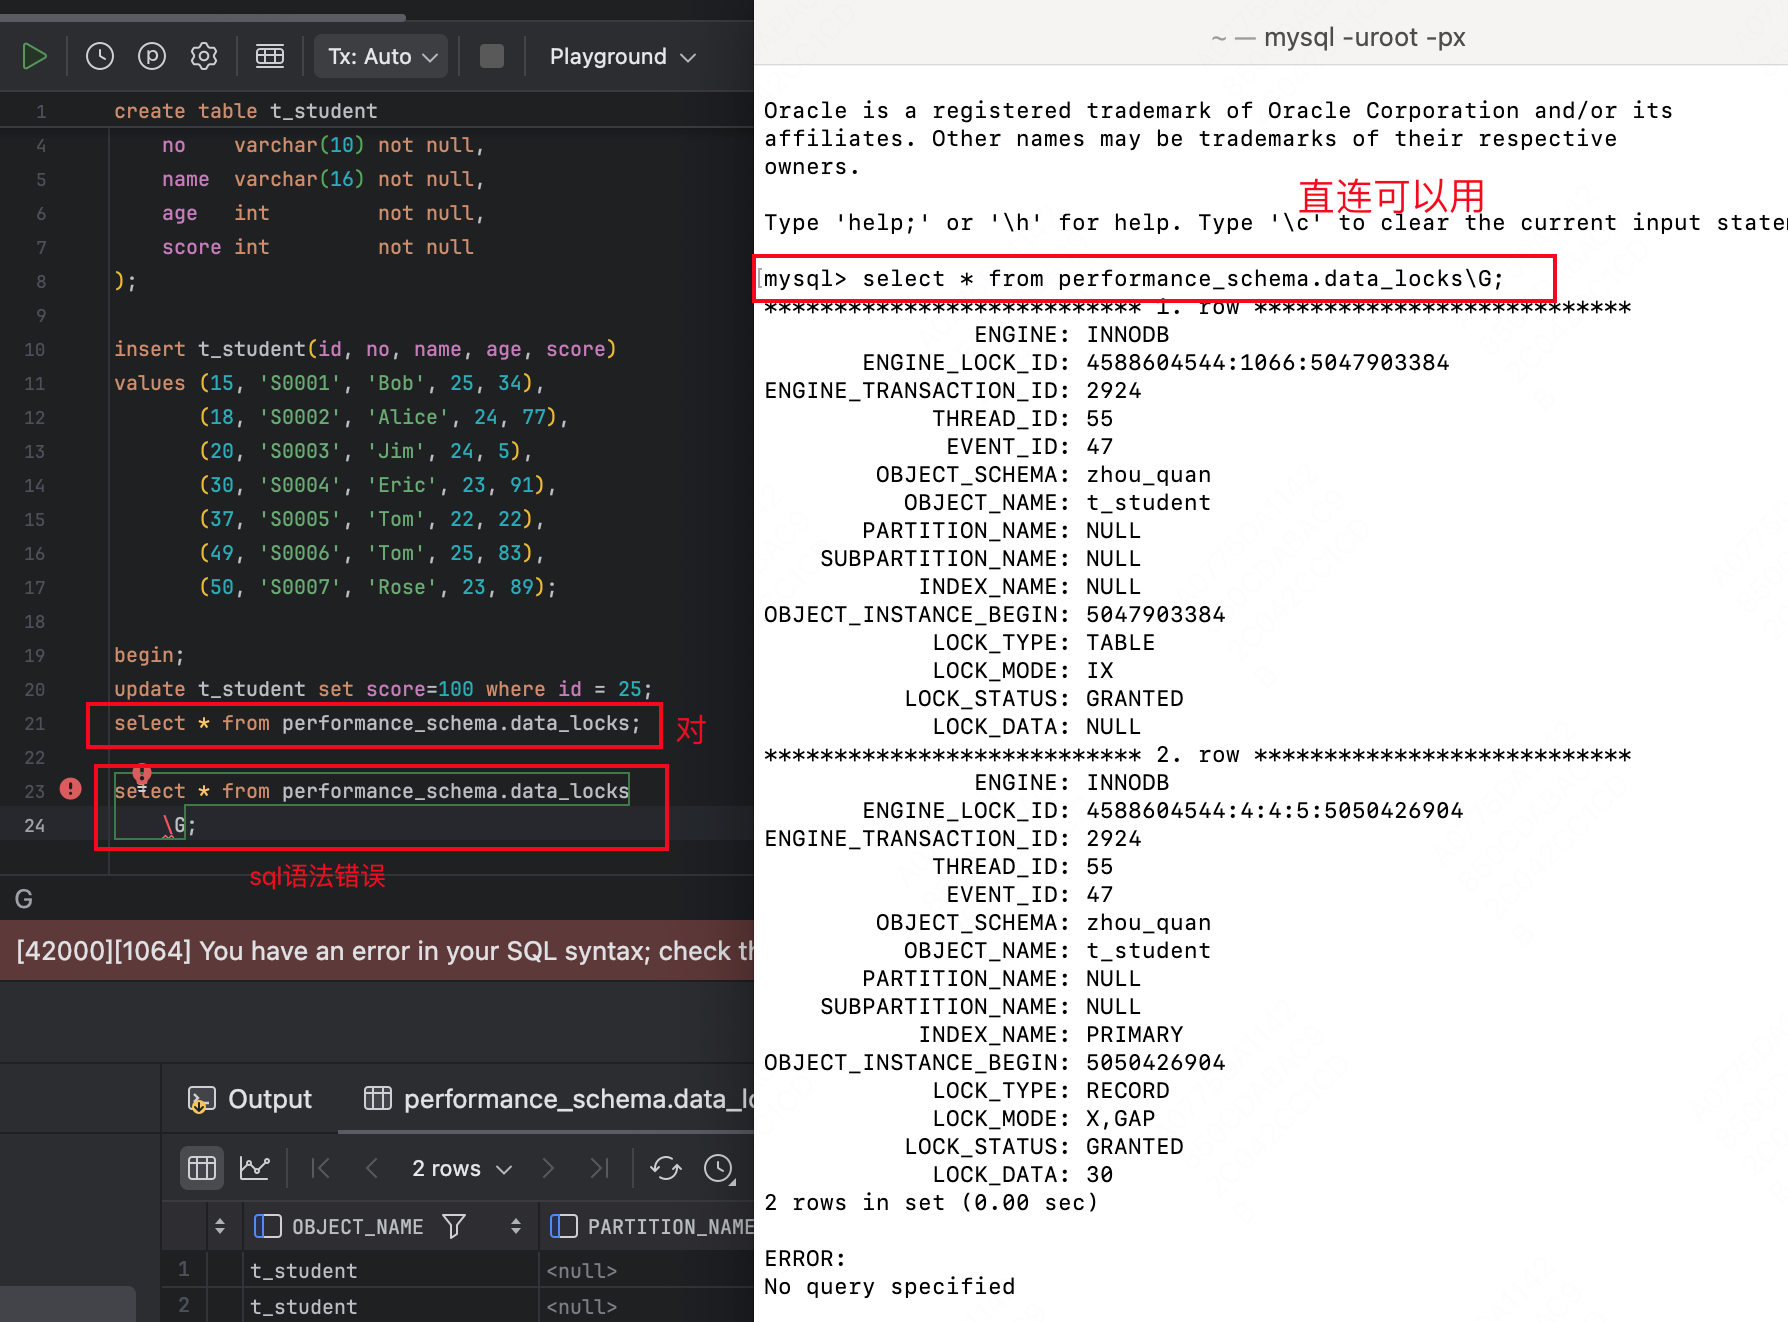 Tx: Auto
Playground
1 create table t_student
4 no varchar(10) not null,
5 name varchar(16) not null,
6 age int not null,
7 score int not null
8 );
9
10 insert t_student(id, no, name, age, score)
11 values (15, 'S0001', 'Bob', 25, 34),
12 (18, 'S0002', 'Alice', 24, 77),
13 (20, 'S0003', 'Jim', 24, 5),
14 (30, 'S0004', 'Eric', 23, 91),
15 (37, 'S0005', 'Tom', 22, 22),
16 (49, 'S0006', 'Tom', 25, 83),
17 (50, 'S0007', 'Rose', 23, 89);
18
19 begin;
20 update t_student set score=100 where id = 25;
21 select * from performance_schema.data_locks;
对
22
23 select * from performance_schema.data_locks
24 \G;
sql语法错误
G
[42000][1064] You have an error in your SQL syntax; check
Output
performance_schema.data_
2 rows
OBJECT_NAME PARTITION_NAME
1 t_student <null>
2 t_student <null>
~ — mysql -uroot -px
Oracle is a registered trademark of Oracle Corporation and/or its
affiliates. Other names may be trademarks of their respective
owners.
直连可以用
Type 'help;' or '\h' for help. Type '\c' to clear the current input
mysql> select * from performance_schema.data_locks\G;
*************************** 1. row ***************************
ENGINE: INNODB
ENGINE_LOCK_ID: 4588604544:1066:5047903384
ENGINE_TRANSACTION_ID: 2924
THREAD_ID: 55
EVENT_ID: 47
OBJECT_SCHEMA: zhou_quan
OBJECT_NAME: t_student
PARTITION_NAME: NULL
SUBPARTITION_NAME: NULL
INDEX_NAME: NULL
OBJECT_INSTANCE_BEGIN: 5047903384
LOCK_TYPE: TABLE
LOCK_MODE: IX
LOCK_STATUS: GRANTED
LOCK_DATA: NULL
*************************** 2. row ***************************
ENGINE: INNODB
ENGINE_LOCK_ID: 4588604544:4:4:5:5050426904
ENGINE_TRANSACTION_ID: 2924
THREAD_ID: 55
EVENT_ID: 47
OBJECT_SCHEMA: zhou_quan
OBJECT_NAME: t_student
PARTITION_NAME: NULL
SUBPARTITION_NAME: NULL
INDEX_NAME: PRIMARY
OBJECT_INSTANCE_BEGIN: 5050426904
LOCK_TYPE: RECORD
LOCK_MODE: X,GAP
LOCK_STATUS: GRANTED
LOCK_DATA: 30
2 rows in set (0.00 sec)
ERROR:
No query specified